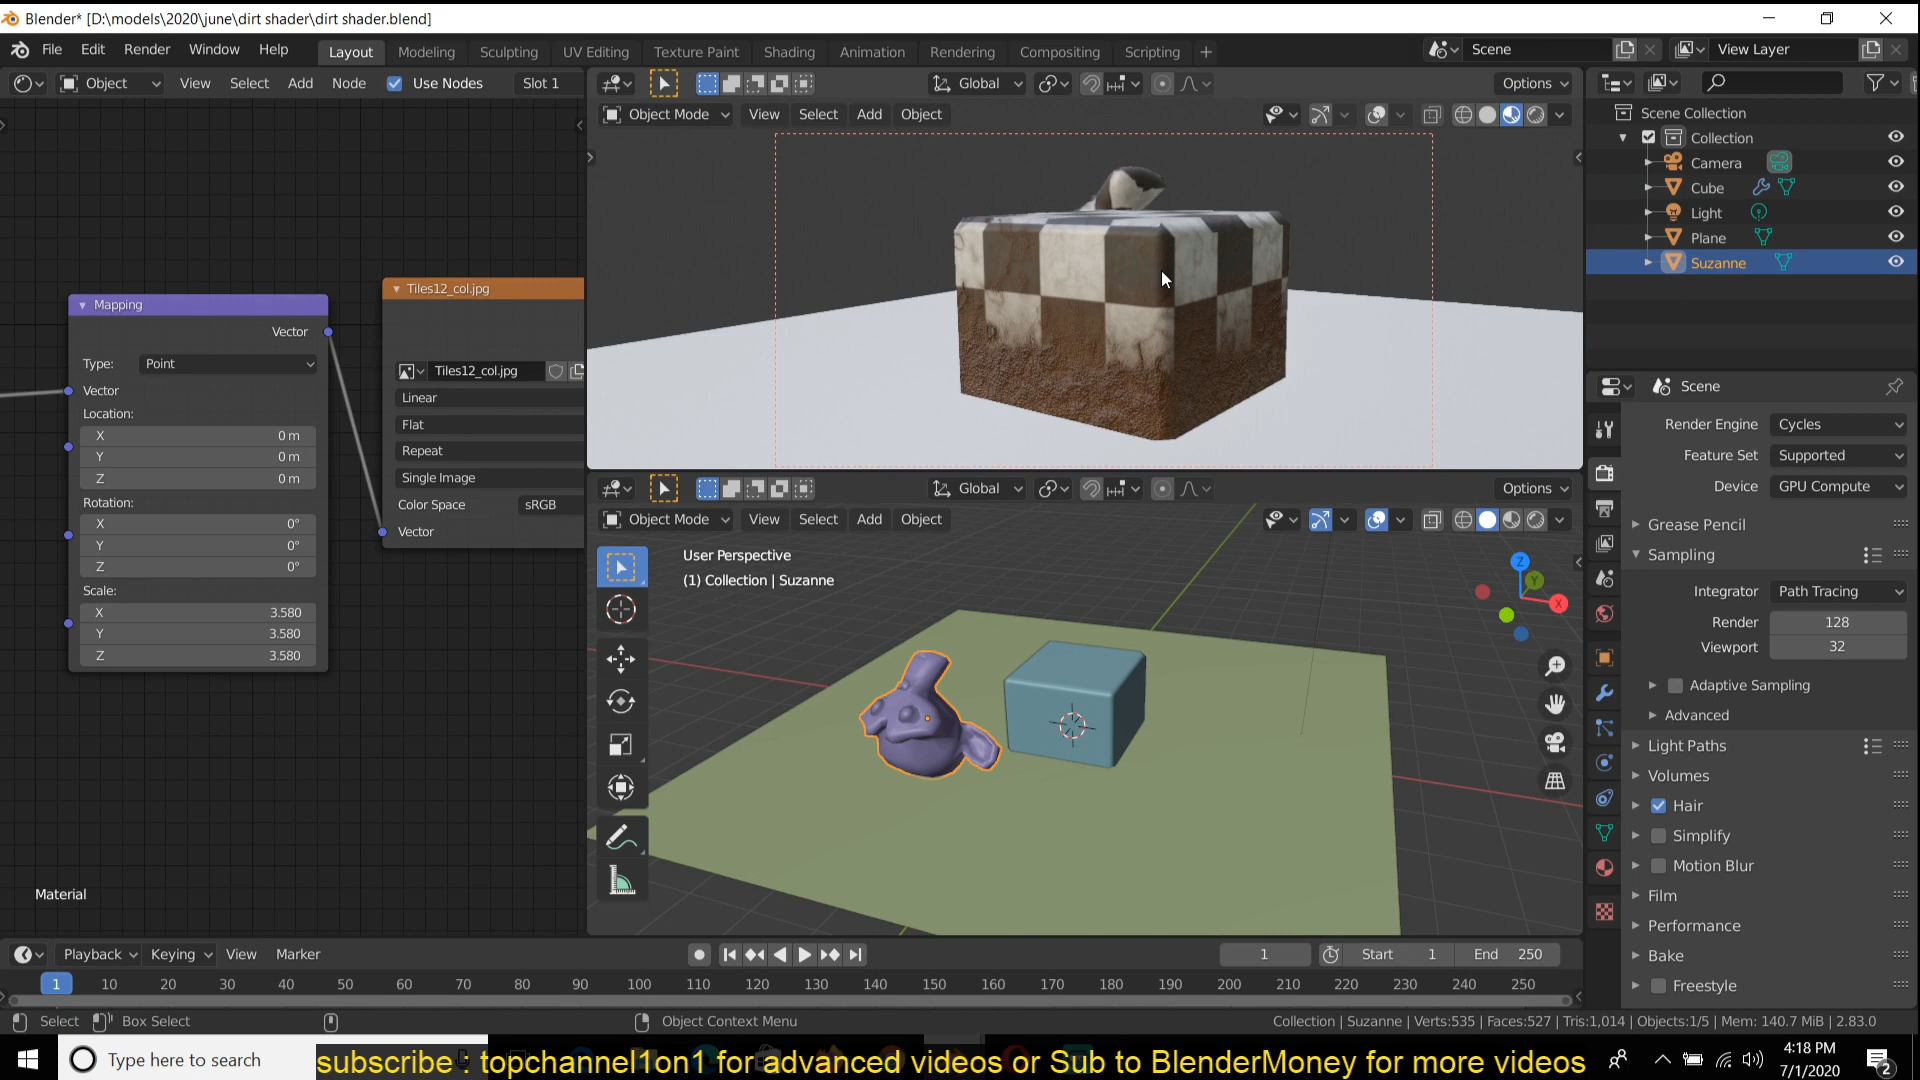 Blender* [D:\models\2020\june\dirt shader\dirt shader.blend]
File Edit Render Window Help Layout Modeling Sculpting UV Editing Texture Paint Shading Animation Rendering Compositing Scripting + Scene View Layer
Object View Select Add Node Use Nodes Slot 1 Global Options
Object Mode View Select Add Object
Scene Collection
Collection
Camera
Cube
Light
Plane
Suzanne
Mapping
Vector
Type: Point
Vector
Location:
X 0 m
Y 0 m
Z 0 m
Rotation:
X 0°
Y 0°
Z 0°
Scale:
X 3.580
Y 3.580
Z 3.580
Tiles12_col.jpg
Tiles12_col.jpg
Linear
Flat
Repeat
Single Image
Color Space sRGB
Vector
Material
Global Options
Object Mode View Select Add Object
User Perspective
(1) Collection | Suzanne
Z
Y
X
Scene
Render Engine Cycles
Feature Set Supported
Device GPU Compute
Grease Pencil
Sampling
Integrator Path Tracing
Render 128
Viewport 32
Adaptive Sampling
Advanced
Light Paths
Volumes
Hair
Simplify
Motion Blur
Film
Performance
Bake
Freestyle
Playback Keying View Marker 1 Start 1 End 250
1 10 20 30 40 50 60 70 80 90 100 110 120 130 140 150 160 170 180 190 200 210 220 230 240 250
Select Box Select Object Context Menu Collection | Suzanne | Verts:535 | Faces:527 | Tris:1,014 | Objects:1/5 | Mem: 140.7 MiB | 2.83.0
Type here to search
subscribe : topchannel1on1 for advanced videos or Sub to BlenderMoney for more videos
4:18 PM
7/1/2020
2